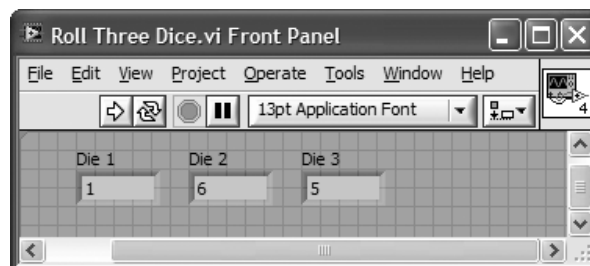 Roll Three Dice.vi Front Panel
File Edit View Project Operate Tools Window Help
13pt Application Font
4
Die 1 Die 2 Die 3
1 6 5